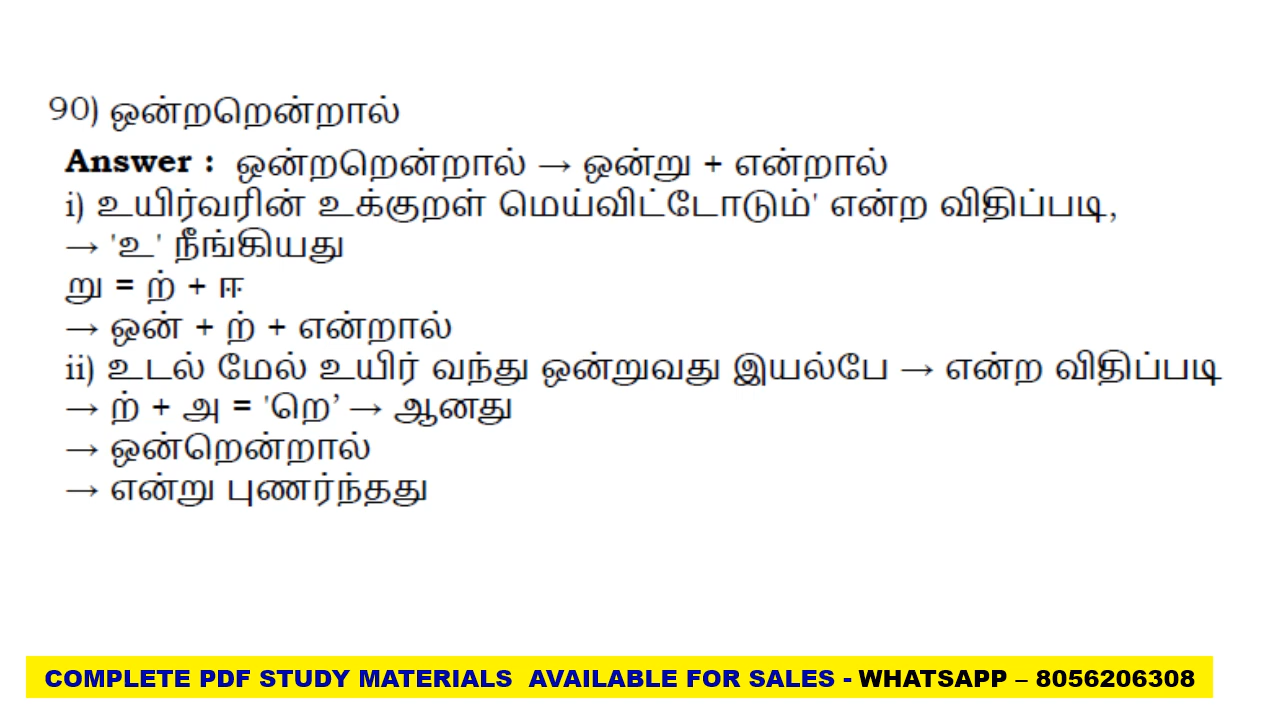 90) ஒன்றறென்றால்
Answer : ஒன்றறென்றால் → ஒன்று + என்றால்
i) உயிர்வரின் உக்குறள் மெய்விட்டோடும்' என்ற விதிப்படி,
→ 'உ' நீங்கியது
று = ற் + ஈ
→ ஒன் + ற் + என்றால்
ii) உடல் மேல் உயிர் வந்து ஒன்றுவது இயல்பே → என்ற விதிப்படி
→ ற் + அ = 'றெ’ → ஆனது
→ ஒன்றென்றால்
→ என்று புணர்ந்தது
COMPLETE PDF STUDY MATERIALS AVAILABLE FOR SALES - WHATSAPP – 8056206308